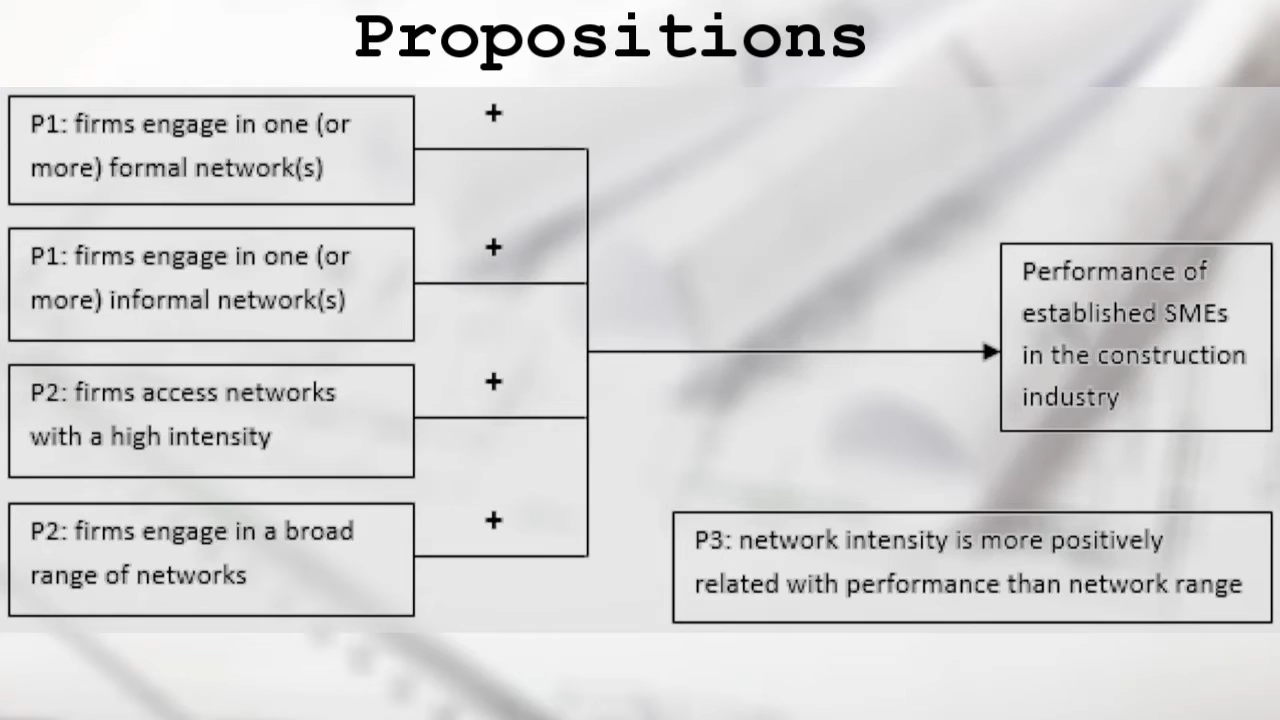 Propositions
P1: firms engage in one (or
more) formal network(s)
+
P1: firms engage in one (or
more) informal network(s)
+
P2: firms access networks
with a high intensity
+
P2: firms engage in a broad
range of networks
+
Performance of
established SMEs
in the construction
industry
P3: network intensity is more positively
related with performance than network range